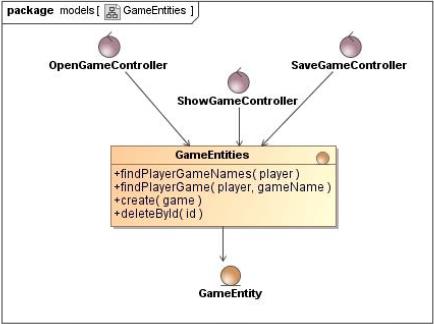 package models [ GameEntities ]
OpenGameController
SaveGameController
ShowGameController
GameEntities
+findPlayerGameNames( player )
+findPlayerGame( player, gameName )
+create( game )
+deleteById( id )
GameEntity